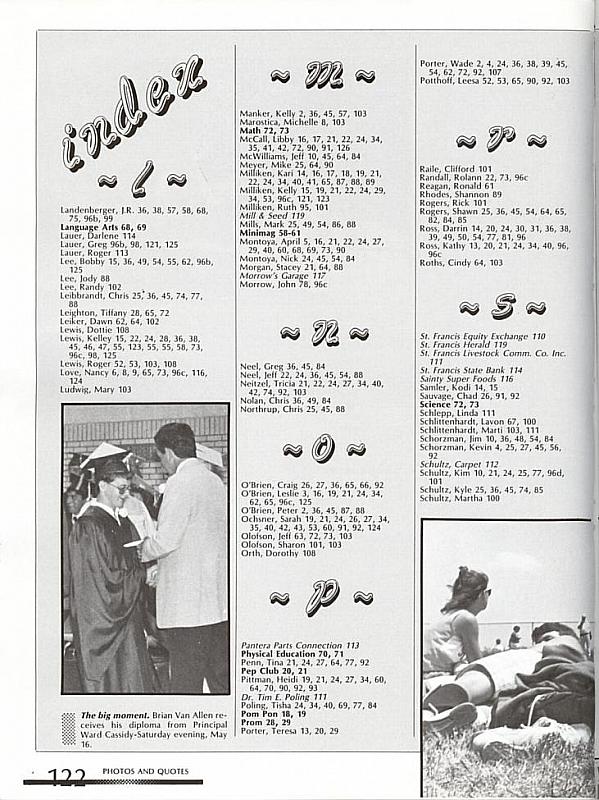 index
~ L ~
Landenberger, J.R. 36, 38, 57, 58, 68,
75, 96b, 99
Language Arts 68, 69
Lauer, Darlene 114
Lauer, Greg 96b, 98, 121, 125
Lauer, Roger 113
Lee, Bobby 15, 36, 49, 54, 55, 62, 96b,
125
Lee, Jody 88
Lee, Randy 102
Leibbrandt, Chris 25, 36, 45, 74, 77,
88
Leighton, Tiffany 28, 65, 72
Leiker, Dawn 62, 64, 102
Lewis, Dottie 108
Lewis, Kelley 15, 22, 24, 28, 36, 38,
45, 46, 47, 55, 123, 55, 55, 58, 73,
96c, 98, 125
Lewis, Roger 52, 53, 103, 108
Love, Nancy 6, 8, 9, 65, 73, 96c, 116,
124
Ludwig, Mary 103
The big moment. Brian Van Allen re-
ceives his diploma from Principal
Ward Cassidy-Saturday evening, May
16.
~ M ~
Manker, Kelly 2, 36, 45, 57, 103
Marostica, Michelle 8, 103
Math 72, 73
McCall, Libby 16, 17, 21, 22, 24, 34,
35, 41, 42, 72, 90, 91, 126
McWilliams, Jeff 10, 45, 64, 84
Meyer, Mike 25, 64, 90
Milliken, Kari 14, 16, 17, 18, 19, 21,
22, 24, 34, 40, 41, 65, 87, 88, 89
Milliken, Kelly 15, 19, 21, 22, 24, 29,
34, 53, 96c, 121, 123
Milliken, Ruth 95, 101
Mill & Seed 119
Mills, Mark 25, 49, 54, 86, 88
Minimag 58-61
Montoya, April 5, 16, 21, 22, 24, 27,
29, 40, 60, 68, 69, 73, 90
Montoya, Nick 24, 45, 54, 84
Morgan, Stacey 21, 64, 88
Morrow's Garage 117
Morrow, John 78, 96c
~ N ~
Neel, Greg 36, 45, 84
Neel, Jeff 22, 24, 36, 45, 54, 88
Neitzel, Tricia 21, 22, 24, 27, 34, 40,
42, 74, 92, 103
Nolan, Chris 36, 49, 84
Northrup, Chris 25, 45, 88
~ O ~
O'Brien, Craig 26, 27, 36, 65, 66, 92
O'Brien, Leslie 3, 16, 19, 21, 24, 34,
62, 65, 96c, 125
O'Brien, Peter 2, 36, 45, 87, 88
Ochsner, Sarah 19, 21, 24, 26, 27, 34,
35, 40, 42, 43, 53, 60, 91, 92, 124
Olofson, Jeff 63, 72, 73, 103
Olofson, Sharon 101, 103
Orth, Dorothy 108
~ P ~
Pantera Parts Connection 113
Physical Education 70, 71
Penn, Tina 21, 24, 27, 64, 77, 92
Pep Club 20, 21
Pittman, Heidi 19, 21, 24, 27, 34, 60,
64, 70, 90, 92, 93
Dr. Tim E. Poling 111
Poling, Tisha 24, 34, 40, 69, 77, 84
Pom Pon 18, 19
Prom 28, 29
Porter, Teresa 13, 20, 29
Porter, Wade 2, 4, 24, 36, 38, 39, 45,
54, 62, 72, 92, 107
Potthoff, Leesa 52, 53, 65, 90, 92, 103
~ R ~
Raile, Clifford 101
Randall, Rolann 22, 73, 96c
Reagan, Ronald 61
Rhodes, Shannon 89
Rogers, Rick 101
Rogers, Shawn 25, 36, 45, 54, 64, 65,
82, 84, 85
Ross, Darrin 14, 20, 24, 30, 31, 36, 38,
39, 49, 50, 54, 77, 81, 96
Ross, Kathy 13, 20, 21, 24, 34, 40, 96,
96c
Roths, Cindy 64, 103
~ S ~
St. Francis Equity Exchange 110
St. Francis Herald 119
St. Francis Livestock Comm. Co. Inc.
111
St. Francis State Bank 114
Sainty Super Foods 116
Samler, Kodi 14, 15
Sauvage, Chad 26, 91, 92
Science 72, 73
Schlepp, Linda 111
Schlittenhardt, Lavon 67, 100
Schlittenhardt, Marti 103, 111
Schorzman, Jim 10, 36, 48, 54, 84
Schorzman, Kevin 4, 25, 27, 45, 56,
92
Schultz, Carpet 112
Schultz, Kim 10, 21, 24, 25, 77, 96d,
101
Schultz, Kyle 25, 36, 45, 74, 85
Schultz, Martha 100
122 PHOTOS AND QUOTES